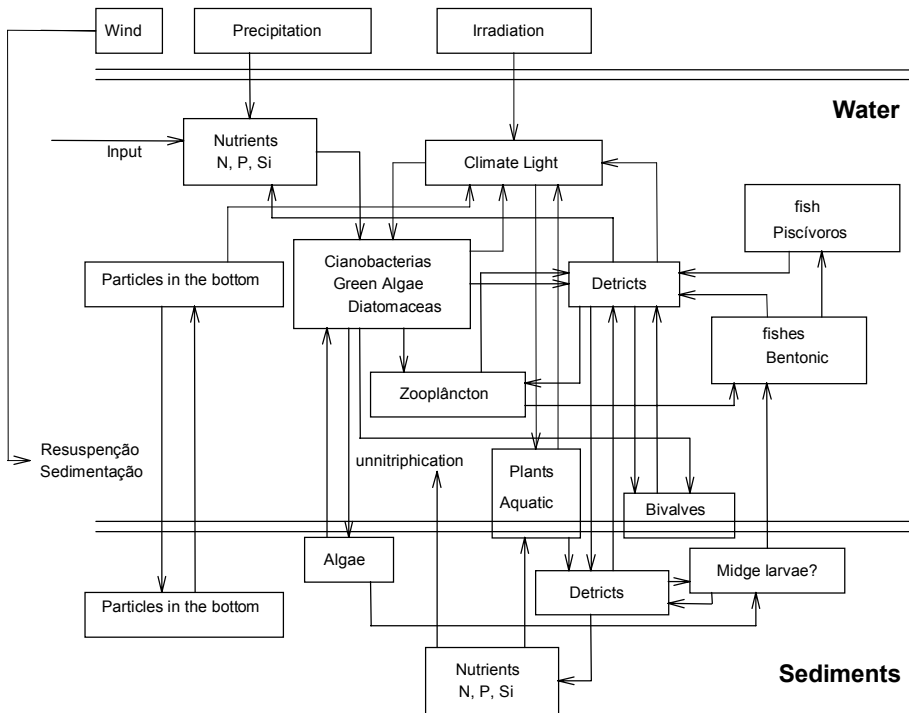 Wind
Precipitation
Irradiation
Water
Input
Nutrients
N, P, Si
Climate Light
fish
Piscívoros
Particles in the bottom
Cianobacterias
Green Algae
Diatomaceas
Detricts
fishes
Bentonic
Zooplâncton
Resuspenção
Sedimentação
unnitriphication
Plants
Aquatic
Bivalves
Algae
Midge larvae?
Particles in the bottom
Detricts
Nutrients
N, P, Si
Sediments